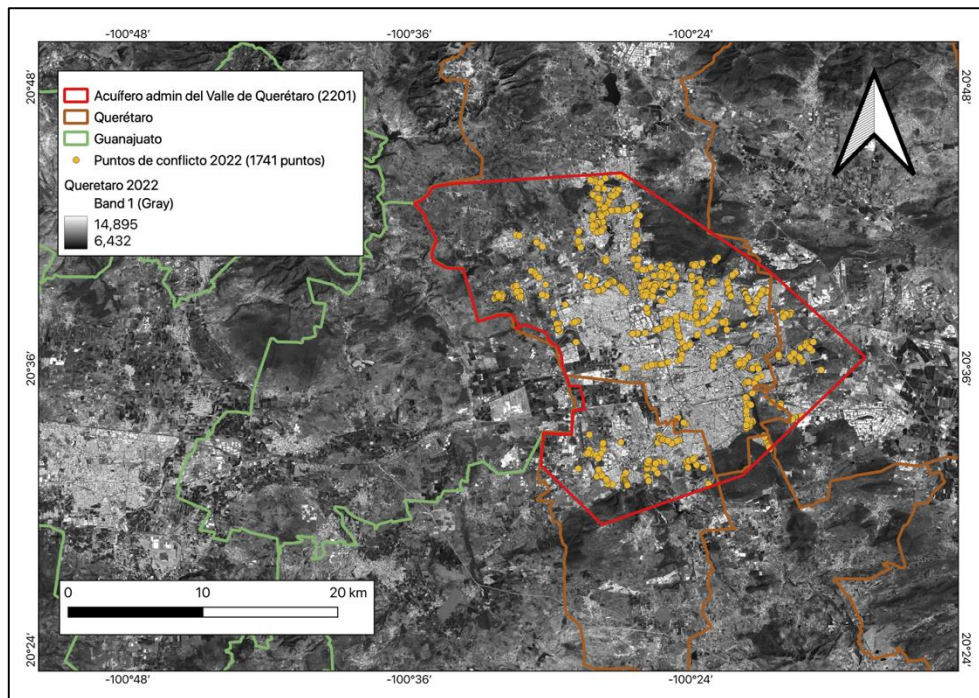 -100°48′
-100°36′
-100°24′
20°48′
20°48′
Acuífero admin del Valle de Querétaro (2201)
Querétaro
Guanajuato
Puntos de conflicto 2022 (1741 puntos)
Queretaro 2022
Band 1 (Gray)
14,895
6,432
20°36′
20°36′
0
10
20 km
20°24′
20°24′
-100°48′
-100°36′
-100°24′